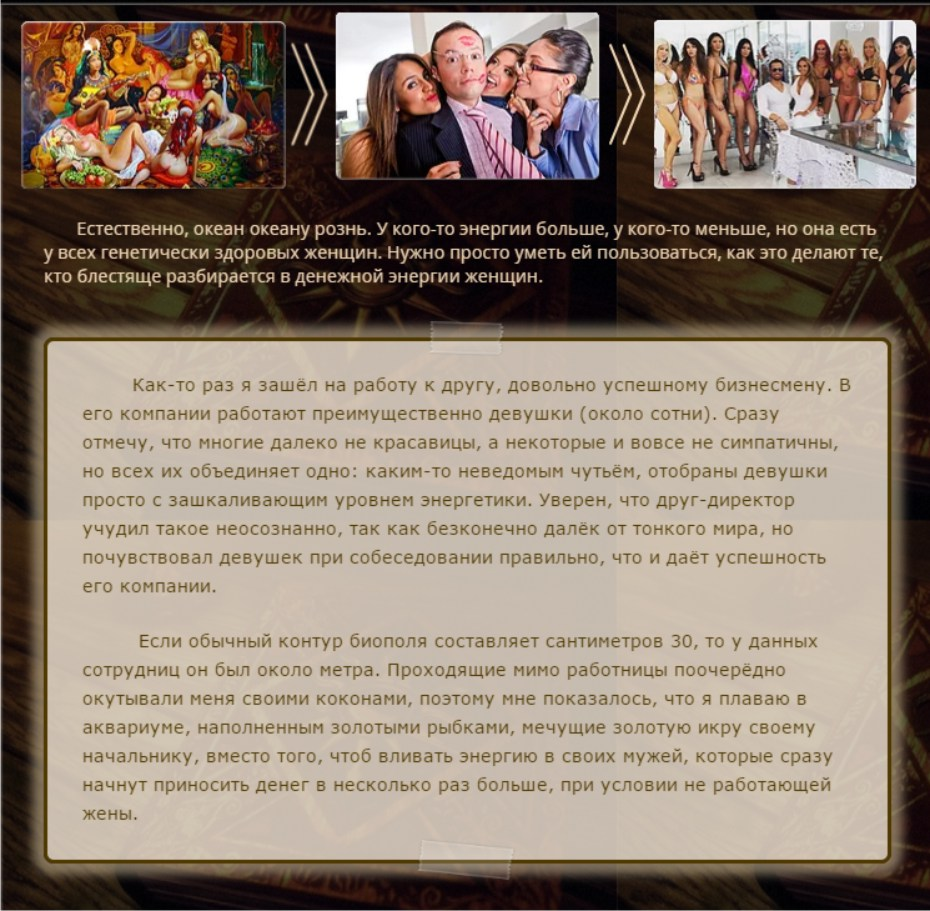 Естественно, океан океану рознь. У кого-то энергии больше, у кого-то меньше, но она есть
у всех генетически здоровых женщин. Нужно просто уметь ей пользоваться, как это делают те,
кто блестяще разбирается в денежной энергии женщин.
Как-то раз я зашёл на работу к другу, довольно успешному бизнесмену. В
его компании работают преимущественно девушки (около сотни). Сразу
отмечу, что многие далеко не красавицы, а некоторые и вовсе не симпатичны,
но всех их объединяет одно: каким-то неведомым чутьём, отобраны девушки
просто с зашкаливающим уровнем энергетики. Уверен, что друг-директор
учудил такое неосознанно, так как безконечно далёк от тонкого мира, но
почувствовал девушек при собеседовании правильно, что и даёт успешность
его компании.
Если обычный контур биополя составляет сантиметров 30, то у данных
сотрудниц он был около метра. Проходящие мимо работницы поочерёдно
окутывали меня своими коконами, поэтому мне показалось, что я плаваю в
аквариуме, наполненным золотыми рыбками, мечущие золотую икру своему
начальнику, вместо того, чтоб вливать энергию в своих мужей, которые сразу
начнут приносить денег в несколько раз больше, при условии не работающей
жены.